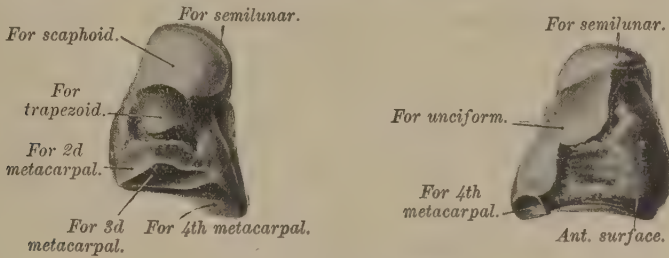 For semilunar.
For scaphoid.
For
trapezoid.
For 2d
metacarpal.
For 3d
metacarpal.
For 4th metacarpal.
For semilunar.
For unciform.
For 4th
metacarpal.
Ant. surface.